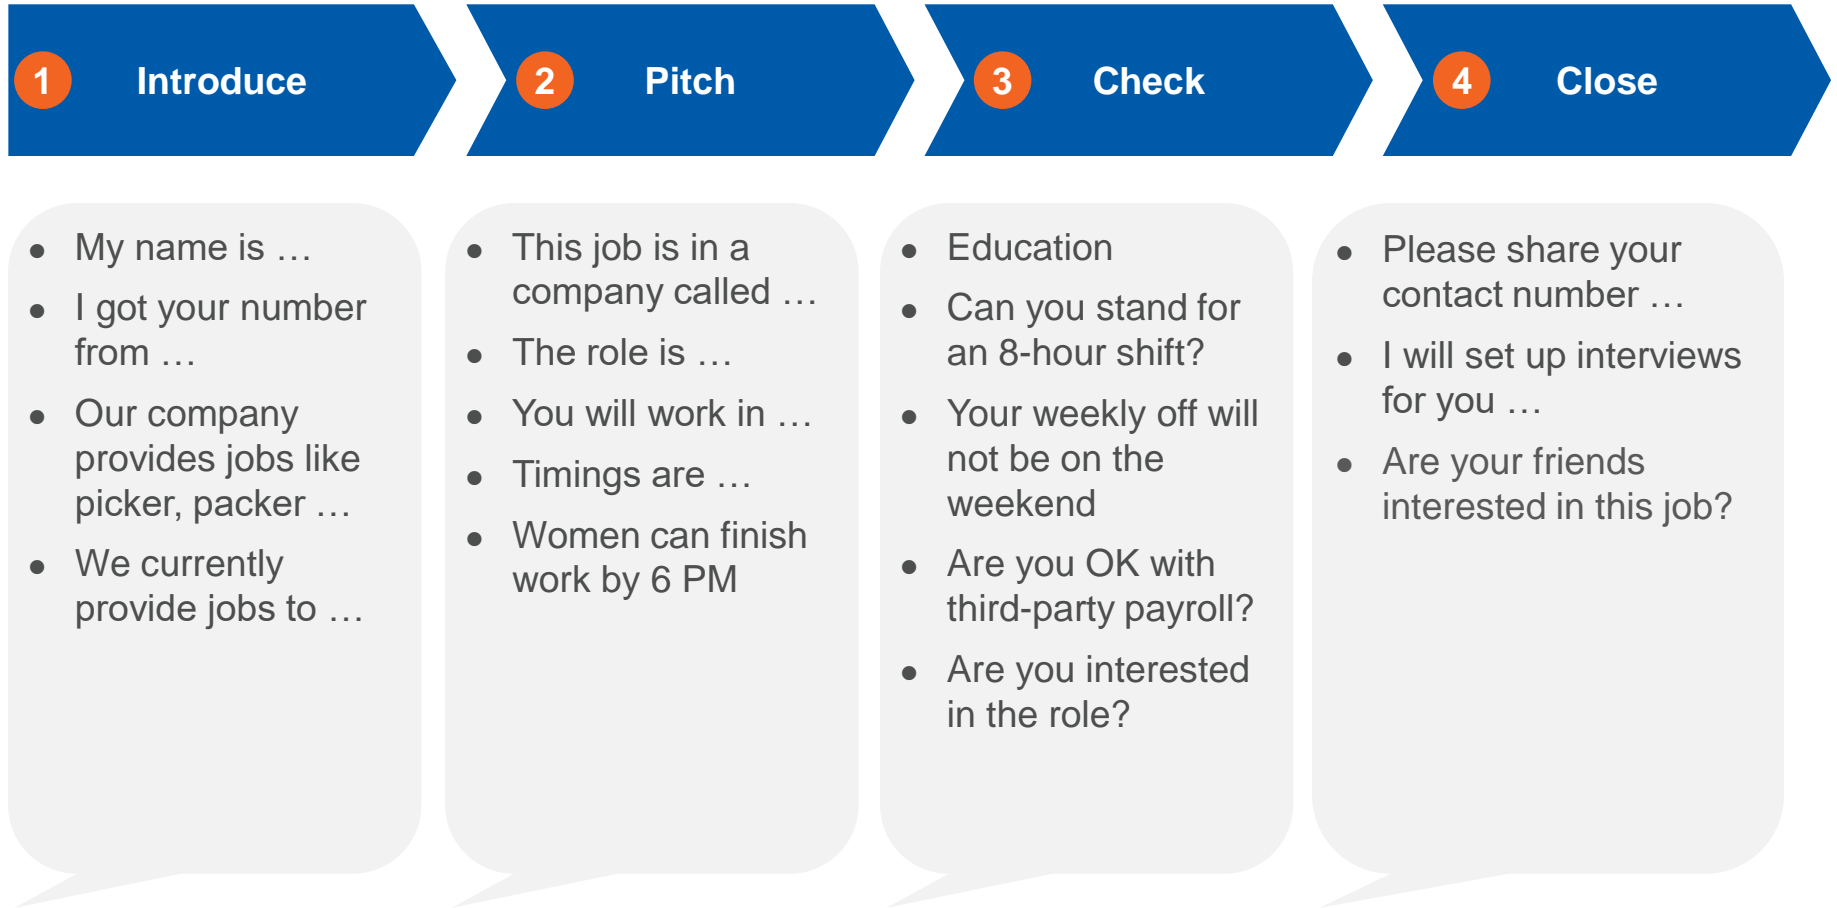 1 Introduce
2 Pitch
3 Check
4 Close
● My name is …
● I got your number
from …
● Our company
provides jobs like
picker, packer …
● We currently
provide jobs to …
● This job is in a
company called …
● The role is …
● You will work in …
● Timings are …
● Women can finish
work by 6 PM
● Education
● Can you stand for
an 8-hour shift?
● Your weekly off will
not be on the
weekend
● Are you OK with
third-party payroll?
● Are you interested
in the role?
● Please share your
contact number …
● I will set up interviews
for you …
● Are your friends
interested in this job?